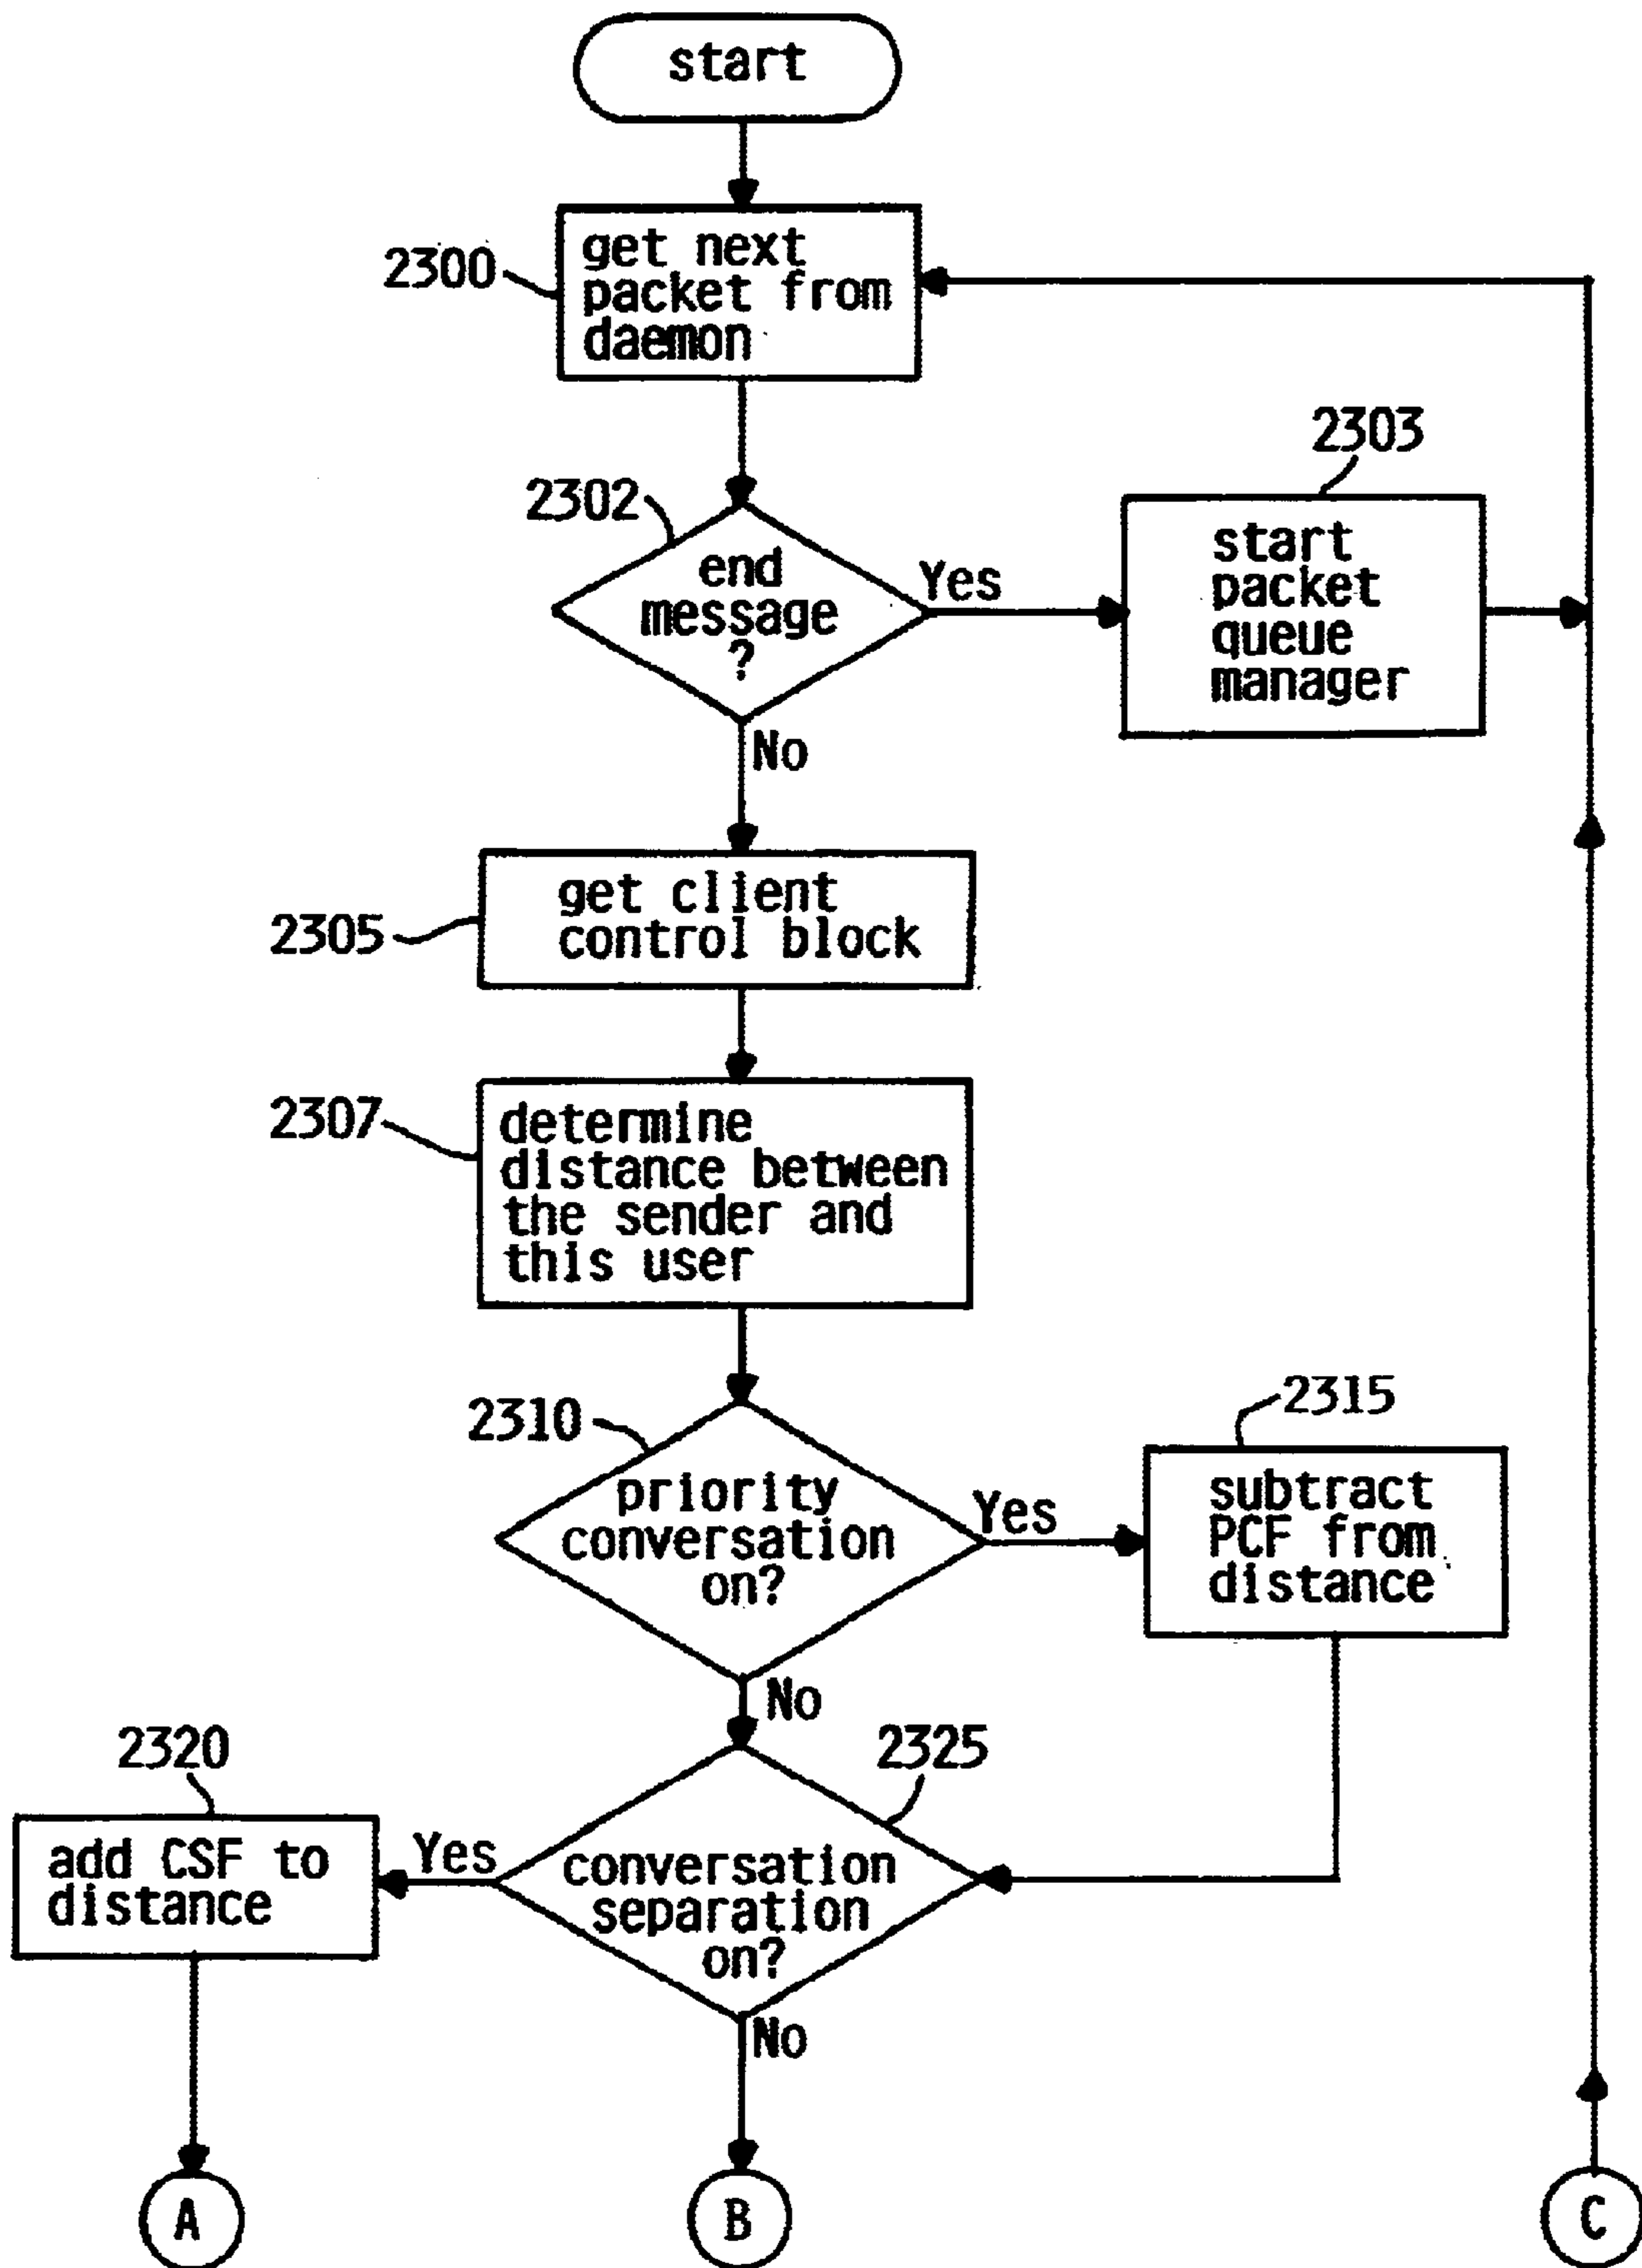 start
2300
get next
packet from
daemon
2302
end
message
?
Yes
2303
start
packet
queue
manager
No
2305
get client
control block
2307
determine
distance between
the sender and
this user
2310
priority
conversation
on?
Yes
2315
subtract
PCF from
distance
No
2320
add CSF to
distance
Yes
2325
conversation
separation
on?
No
A
B
C